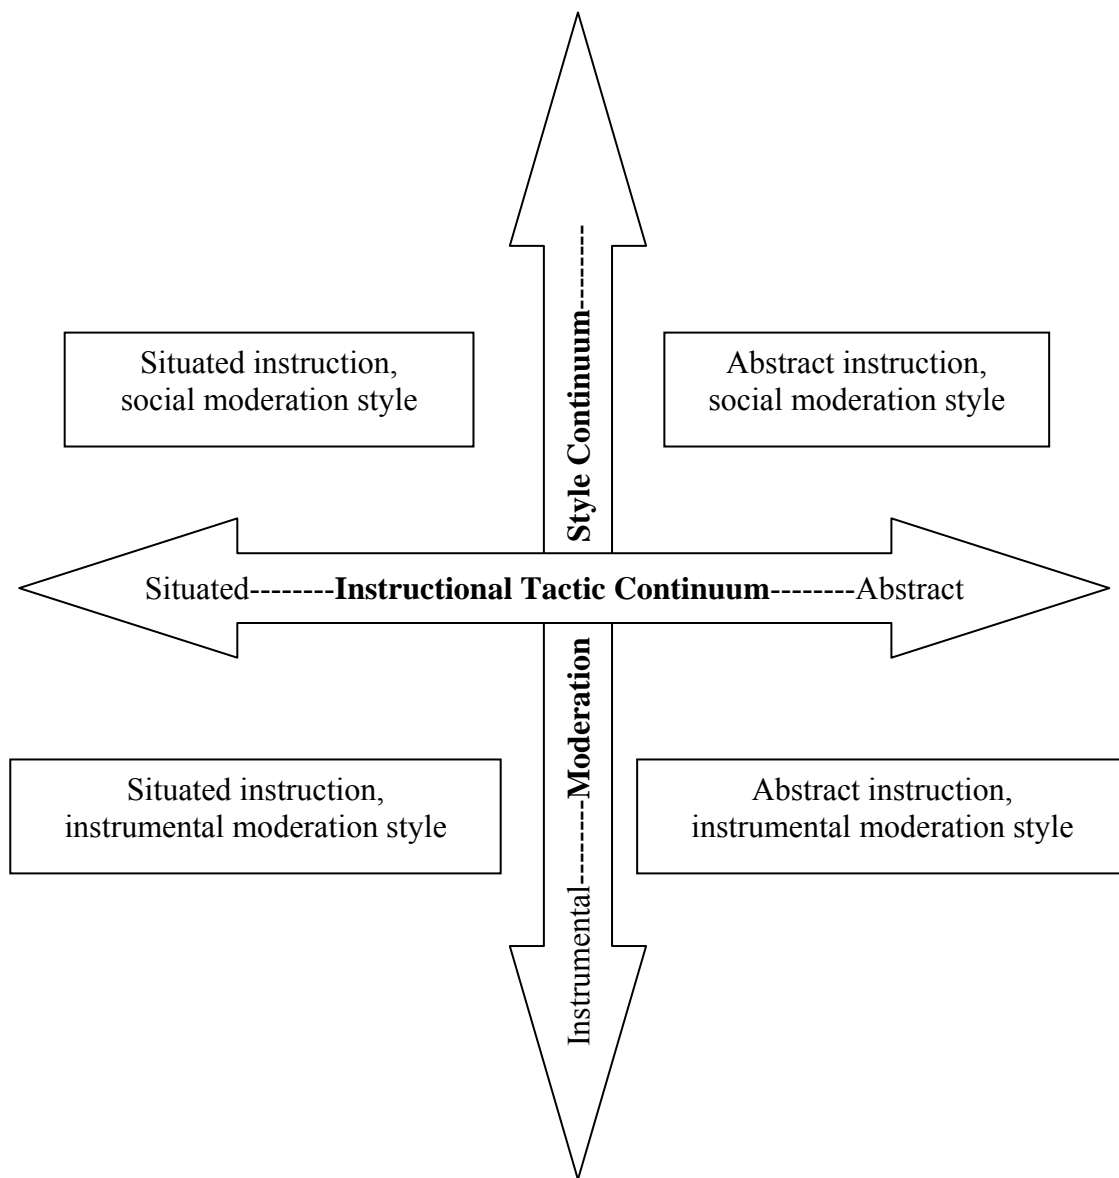 Style Continuum---------
Situated instruction,
social moderation style
Abstract instruction,
social moderation style
Situated--------Instructional Tactic Continuum--------Abstract
Instrumental--------Moderation
Situated instruction,
instrumental moderation style
Abstract instruction,
instrumental moderation style